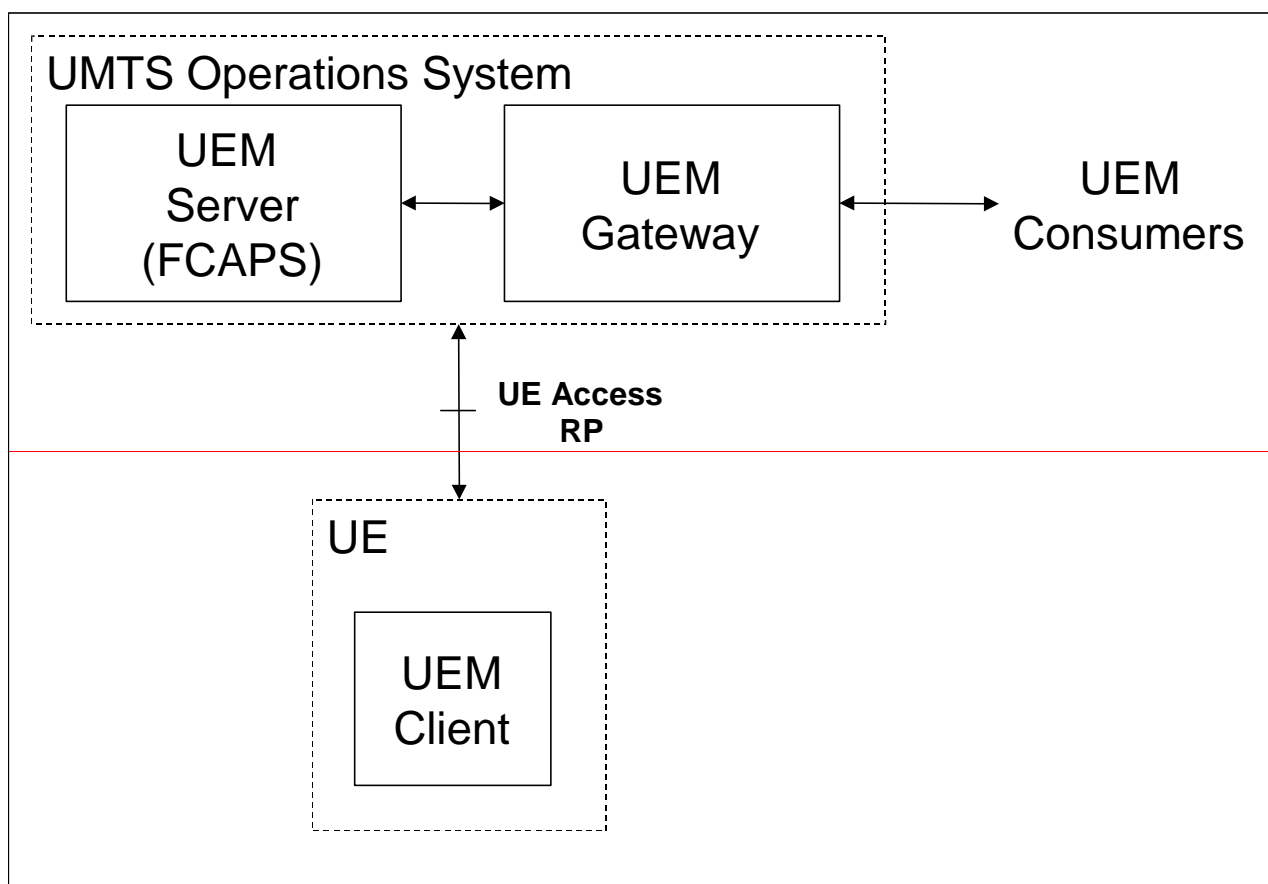 UMTS Operations System
UEM
Server
(FCAPS)
UEM
Gateway
UEM
Consumers
UE Access
RP
UE
UEM
Client